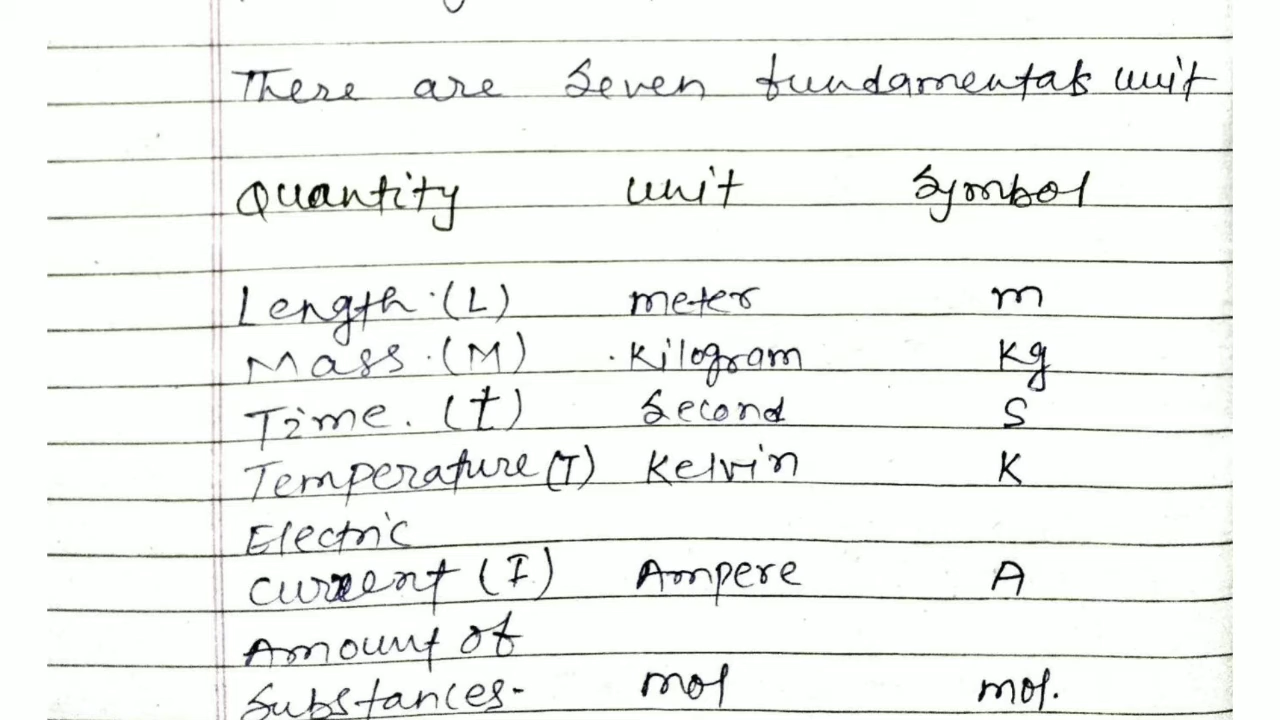 There are Seven fundamentals unit
Quantity unit Symbol
Length (L) meter m
Mass (M) Kilogram Kg
Time. (t) Second S
Temperature (T) Kelvin K
Electric
current (I) Ampere A
Amount of
Substances- mol mol.